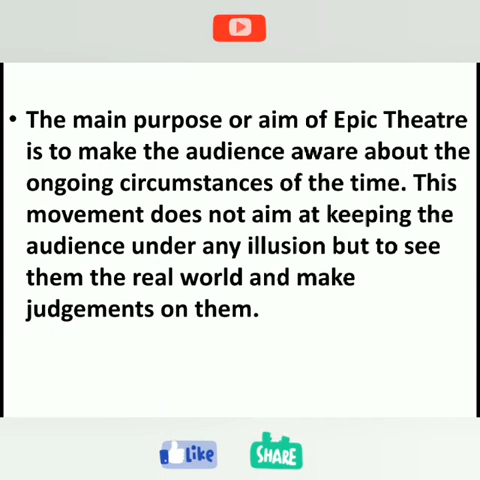 • The main purpose or aim of Epic Theatre
is to make the audience aware about the
ongoing circumstances of the time. This
movement does not aim at keeping the
audience under any illusion but to see
them the real world and make
judgements on them.
Like
SHARE